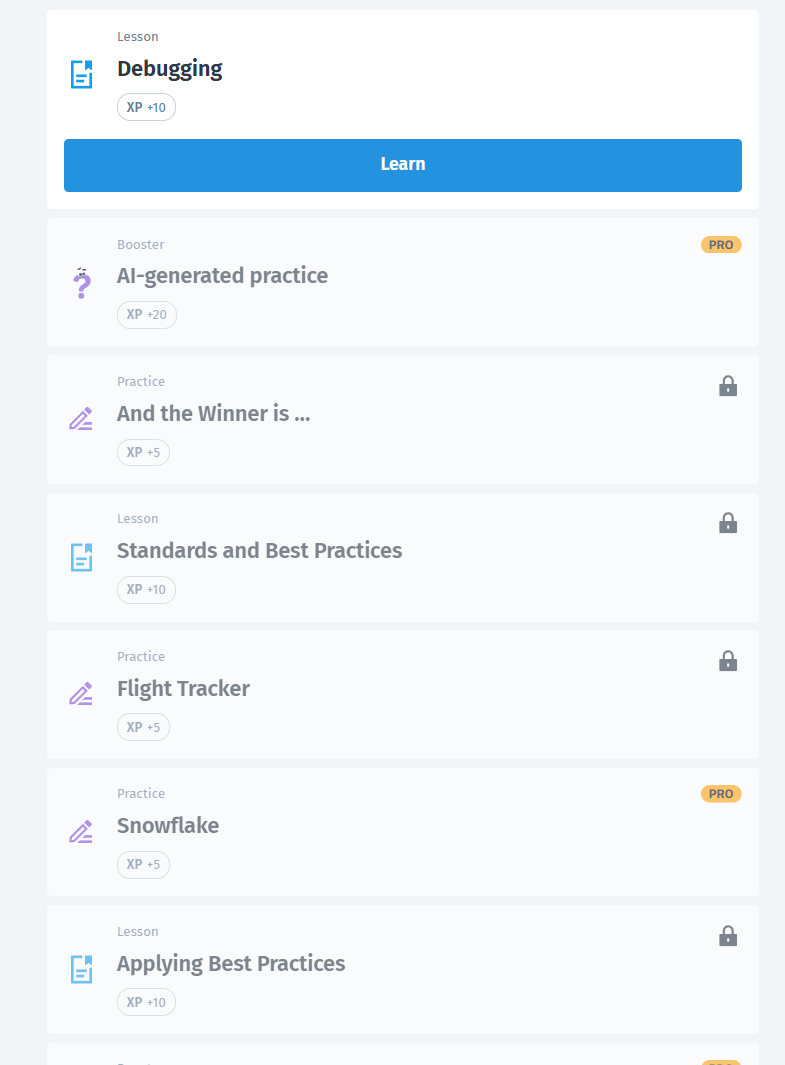 Lesson
Debugging
XP +10
Learn
Booster
PRO
AI-generated practice
XP +20
Practice
And the Winner is ...
XP +5
Lesson
Standards and Best Practices
XP +10
Practice
Flight Tracker
XP +5
Practice
PRO
Snowflake
XP +5
Lesson
Applying Best Practices
XP +10